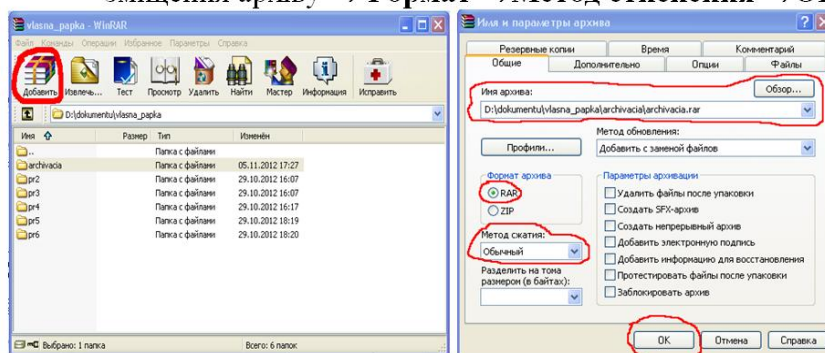 зміщення архіву → Формат → Метод стиснення → О
vlasna_papka - WinRAR
Файл Команды Операции Избранное Параметры Справка
Добавить Извлечь... Тест Просмотр Удалить Найти Мастер Информация Исправить
D:\dokumentu\vlasna_papka
Имя Размер Тип Изменён
.. Папка с файлами
archivacia Папка с файлами 05.11.2012 17:27
pr2 Папка с файлами 29.10.2012 16:07
pr3 Папка с файлами 29.10.2012 16:07
pr4 Папка с файлами 29.10.2012 16:17
pr5 Папка с файлами 29.10.2012 18:19
pr6 Папка с файлами 29.10.2012 18:20
Выбрано: 1 папка Всего: 6 папок
Имя и параметры архива
Резервные копии Время Комментарий
Общие Дополнительно Опции Файлы
Имя архива: Обзор...
D:\dokumentu\vlasna_papka\archivacia\archivacia.rar
Метод обновления:
Профили... Добавить с заменой файлов
Формат архива
RAR
ZIP
Метод сжатия:
Обычный
Разделить на тома
размером (в байтах):
Параметры архивации
Удалить файлы после упаковки
Создать SFX-архив
Создать непрерывный архив
Добавить электронную подпись
Добавить информацию для восстановления
Протестировать файлы после упаковки
Заблокировать архив
OK Отмена Справка